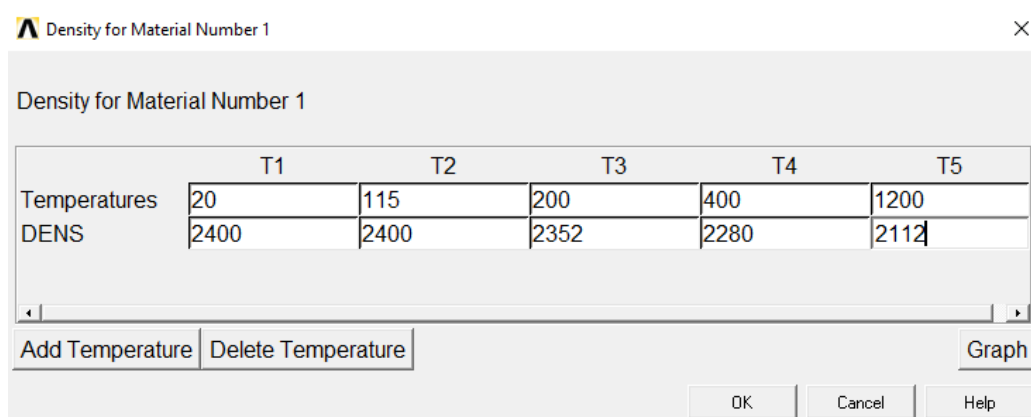 Density for Material Number 1
Density for Material Number 1
T1 T2 T3 T4 T5
Temperatures 20 115 200 400 1200
DENS 2400 2400 2352 2280 2112
Add Temperature Delete Temperature Graph
OK Cancel Help